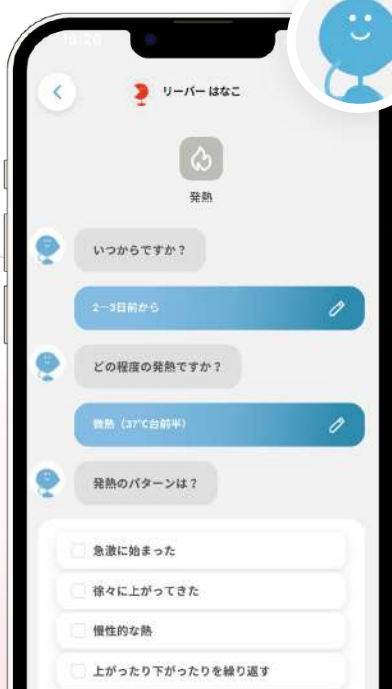 10:20
リーバー はなこ
発熱
いつからですか？
2ー3日前から
どの程度の発熱ですか？
微熱（37℃台前半）
発熱のパターンは？
急激に始まった
徐々に上がってきた
慢性的な熱
上がったり下がったりを繰り返す